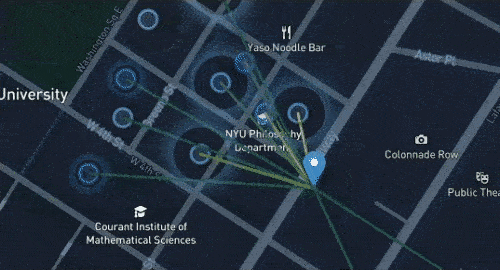 Washington Sq E
Yaso Noodle Bar
Astor Pl
University
W 4th St
W 4th St
NYU Philosophy
Department
Colonnade Row
Public Thea
Courant Institute of
Mathematical Sciences